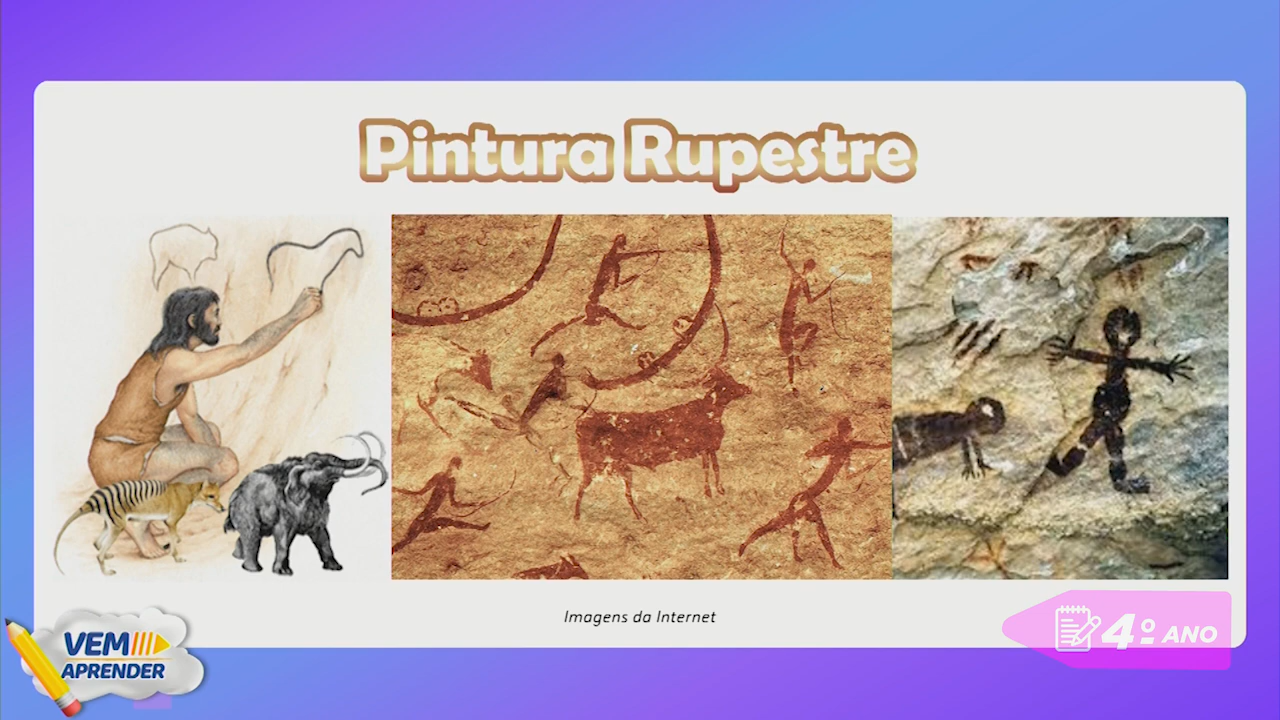 Pintura Rupestre
Imagens da Internet
VEM
APRENDER
4º ANO